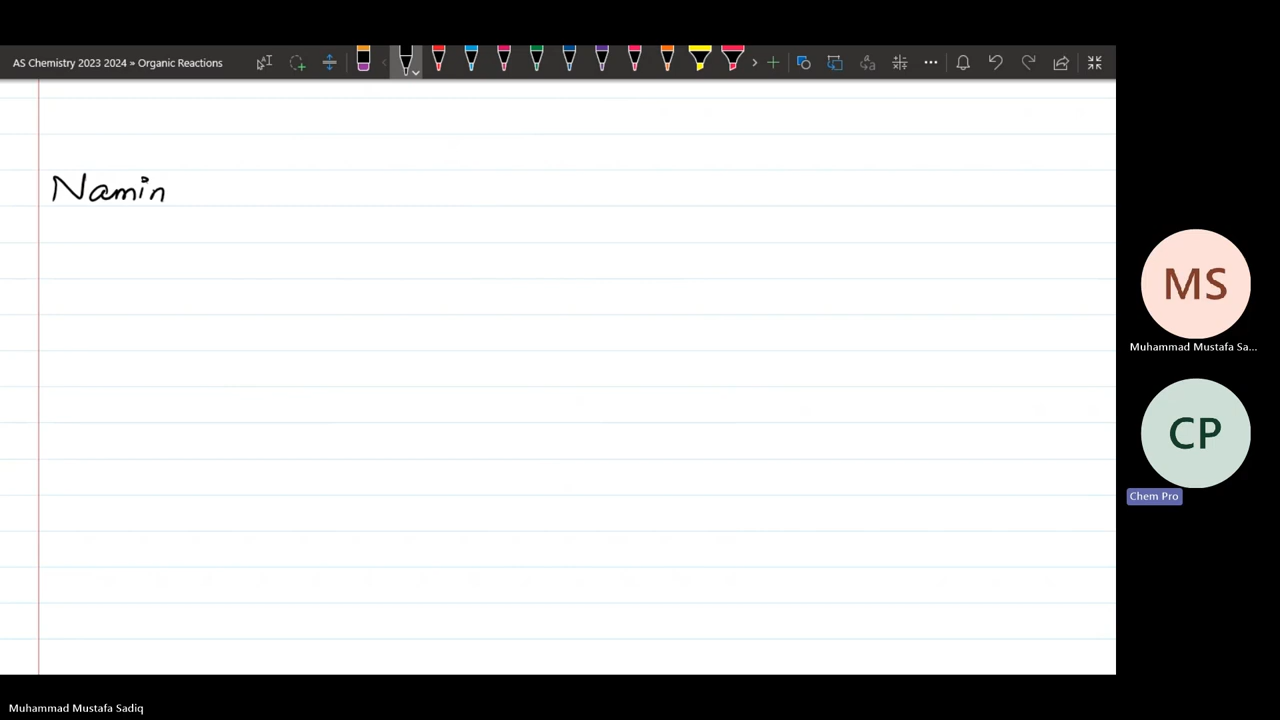 AS Chemistry 2023 2024 » Organic Reactions
Namin
MS
Muhammad Mustafa Sa...
CP
Chem Pro
Muhammad Mustafa Sadiq